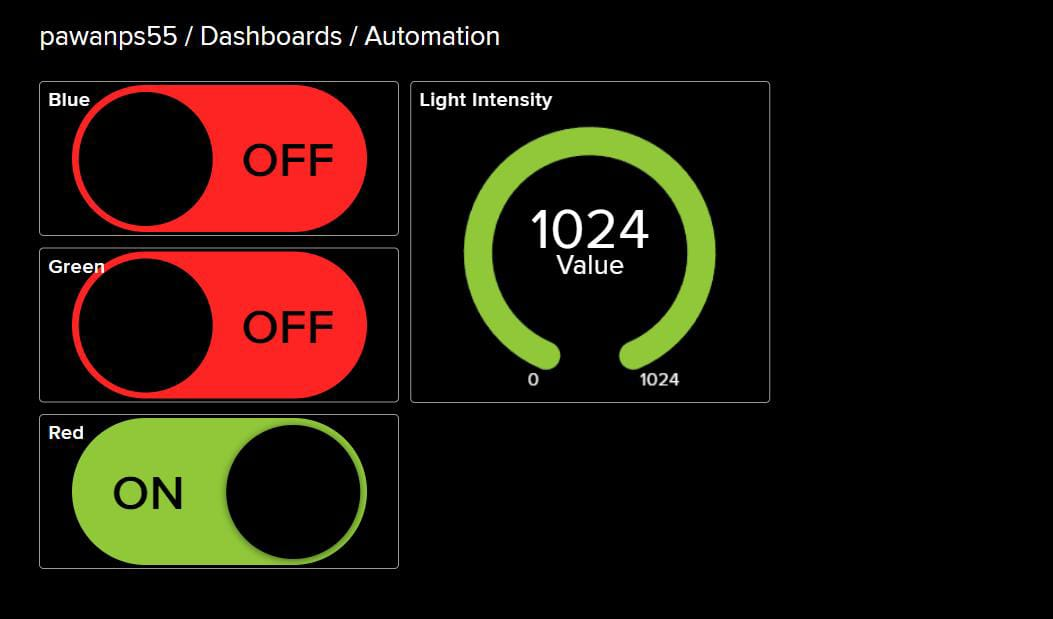 pawanps55 / Dashboards / Automation
Blue
OFF
Green
OFF
Red
ON
Light Intensity
1024
Value
0
1024